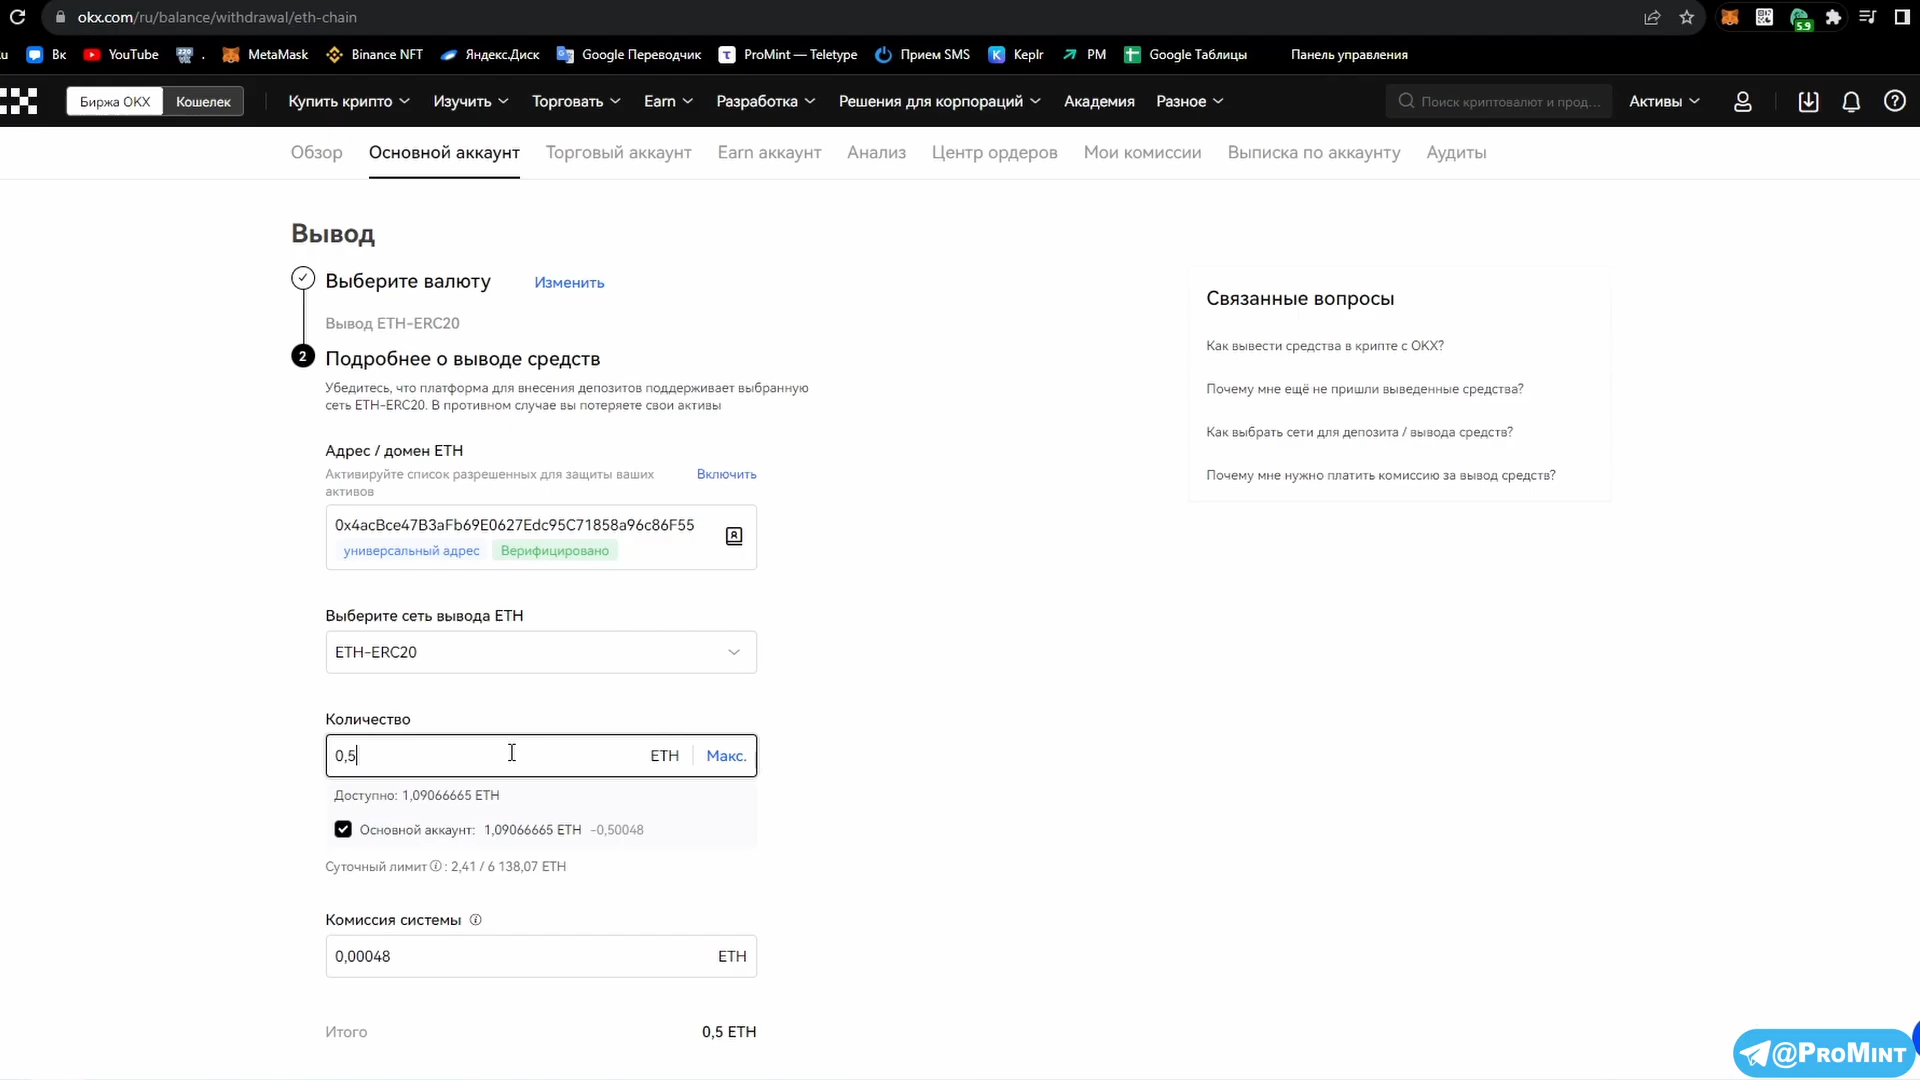 okx.com/ru/balance/withdrawal/eth-chain
5.9
u Вк YouTube . MetaMask Binance NFT Яндекс.Диск Google Переводчик ProMint — Teletype Прием SMS Keplr PM Google Таблицы Панель управления
Биржа OKX Кошелек Купить крипто Изучить Торговать Earn Разработка Решения для корпораций Академия Разное Поиск криптовалют и прод... Активы
Обзор Основной аккаунт Торговый аккаунт Earn аккаунт Анализ Центр ордеров Мои комиссии Выписка по аккаунту Аудиты
Вывод
Выберите валюту Изменить
Вывод ETH-ERC20
2 Подробнее о выводе средств
Убедитесь, что платформа для внесения депозитов поддерживает выбранную
сеть ETH-ERC20. В противном случае вы потеряете свои активы
Адрес / домен ETH
Активируйте список разрешенных для защиты ваших Включить
активов
0x4acBce47B3aFb69E0627Edc95C71858a96c86F55
универсальный адрес Верифицировано
Выберите сеть вывода ETH
ETH-ERC20
Количество
0,5 ETH Макс.
Доступно: 1,09066665 ETH
Основной аккаунт: 1,09066665 ETH -0,50048
Суточный лимит : 2,41 / 6 138,07 ETH
Комиссия системы
0,00048 ETH
Итого 0,5 ETH
Связанные вопросы
Как вывести средства в крипте с OKX?
Почему мне ещё не пришли выведенные средства?
Как выбрать сети для депозита / вывода средств?
Почему мне нужно платить комиссию за вывод средств?
@PROMINT